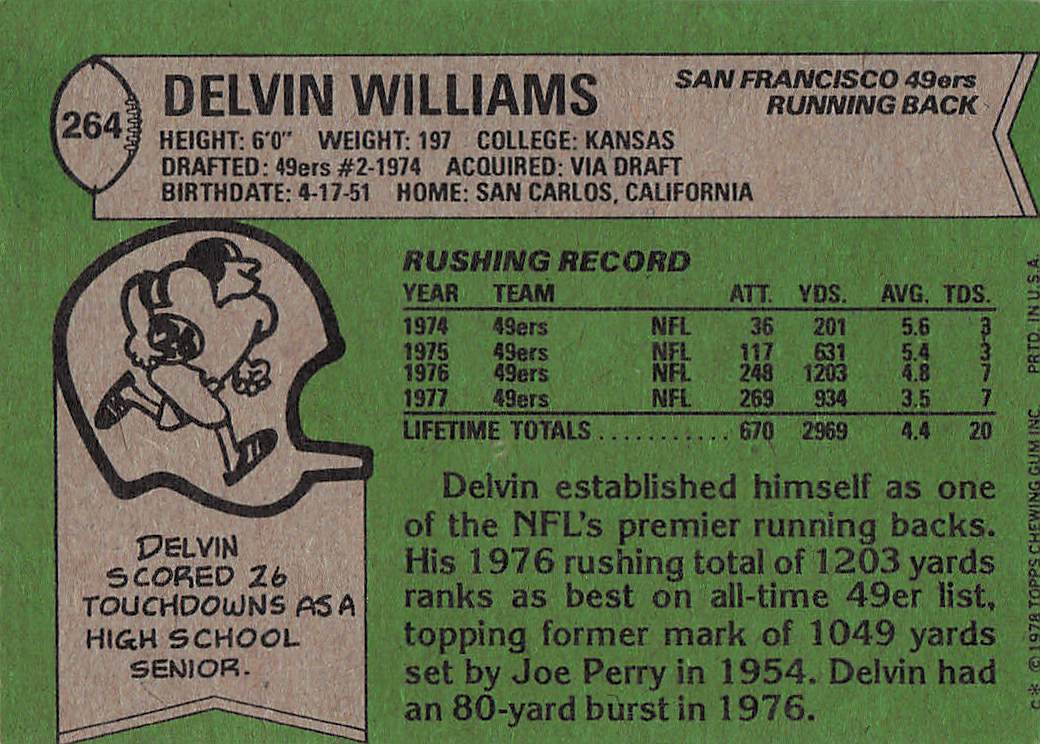 264
DELVIN WILLIAMS
SAN FRANCISCO 49ers
RUNNING BACK
HEIGHT: 6'0" WEIGHT: 197 COLLEGE: KANSAS
DRAFTED: 49ers #2-1974 ACQUIRED: VIA DRAFT
BIRTHDATE: 4-17-51 HOME: SAN CARLOS, CALIFORNIA
RUSHING RECORD
YEAR TEAM ATT. YDS. AVG. TDS.
1974 49ers NFL 36 201 5.6 3
1975 49ers NFL 117 631 5.4 3
1976 49ers NFL 248 1203 4.8 7
1977 49ers NFL 269 934 3.5 7
LIFETIME TOTALS ........... 670 2969 4.4 20
Delvin established himself as one
of the NFL's premier running backs.
His 1976 rushing total of 1203 yards
ranks as best on all-time 49er list,
topping former mark of 1049 yards
set by Joe Perry in 1954. Delvin had
an 80-yard burst in 1976.
DELVIN
SCORED 26
TOUCHDOWNS AS A
HIGH SCHOOL
SENIOR.
C* © 1978 TOPPS CHEWING GUM INC. PRTD. IN U.S.A.